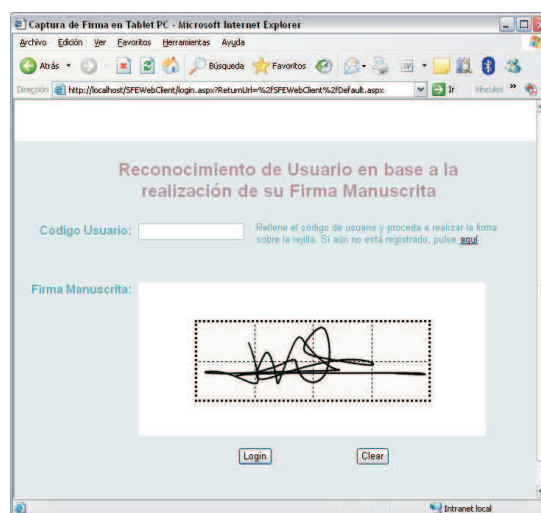 Captura de Firma en Tablet PC - Microsoft Internet Explorer
Archivo Edición Ver Favoritos Herramientas Ayuda
Atrás Búsqueda Favoritos
Dirección http://localhost/SFEWebClient/login.aspx?ReturnUrl=%2fSFEWebClient%2fDefault.aspx Ir Vínculos »
Reconocimiento de Usuario en base a la
realización de su Firma Manuscrita
Código Usuario: Rellene el código de usuario y proceda a realizar la firma
sobre la rejilla. Si aún no está registrado, pulse aquí
Firma Manuscrita:
Login Clear
Intranet local